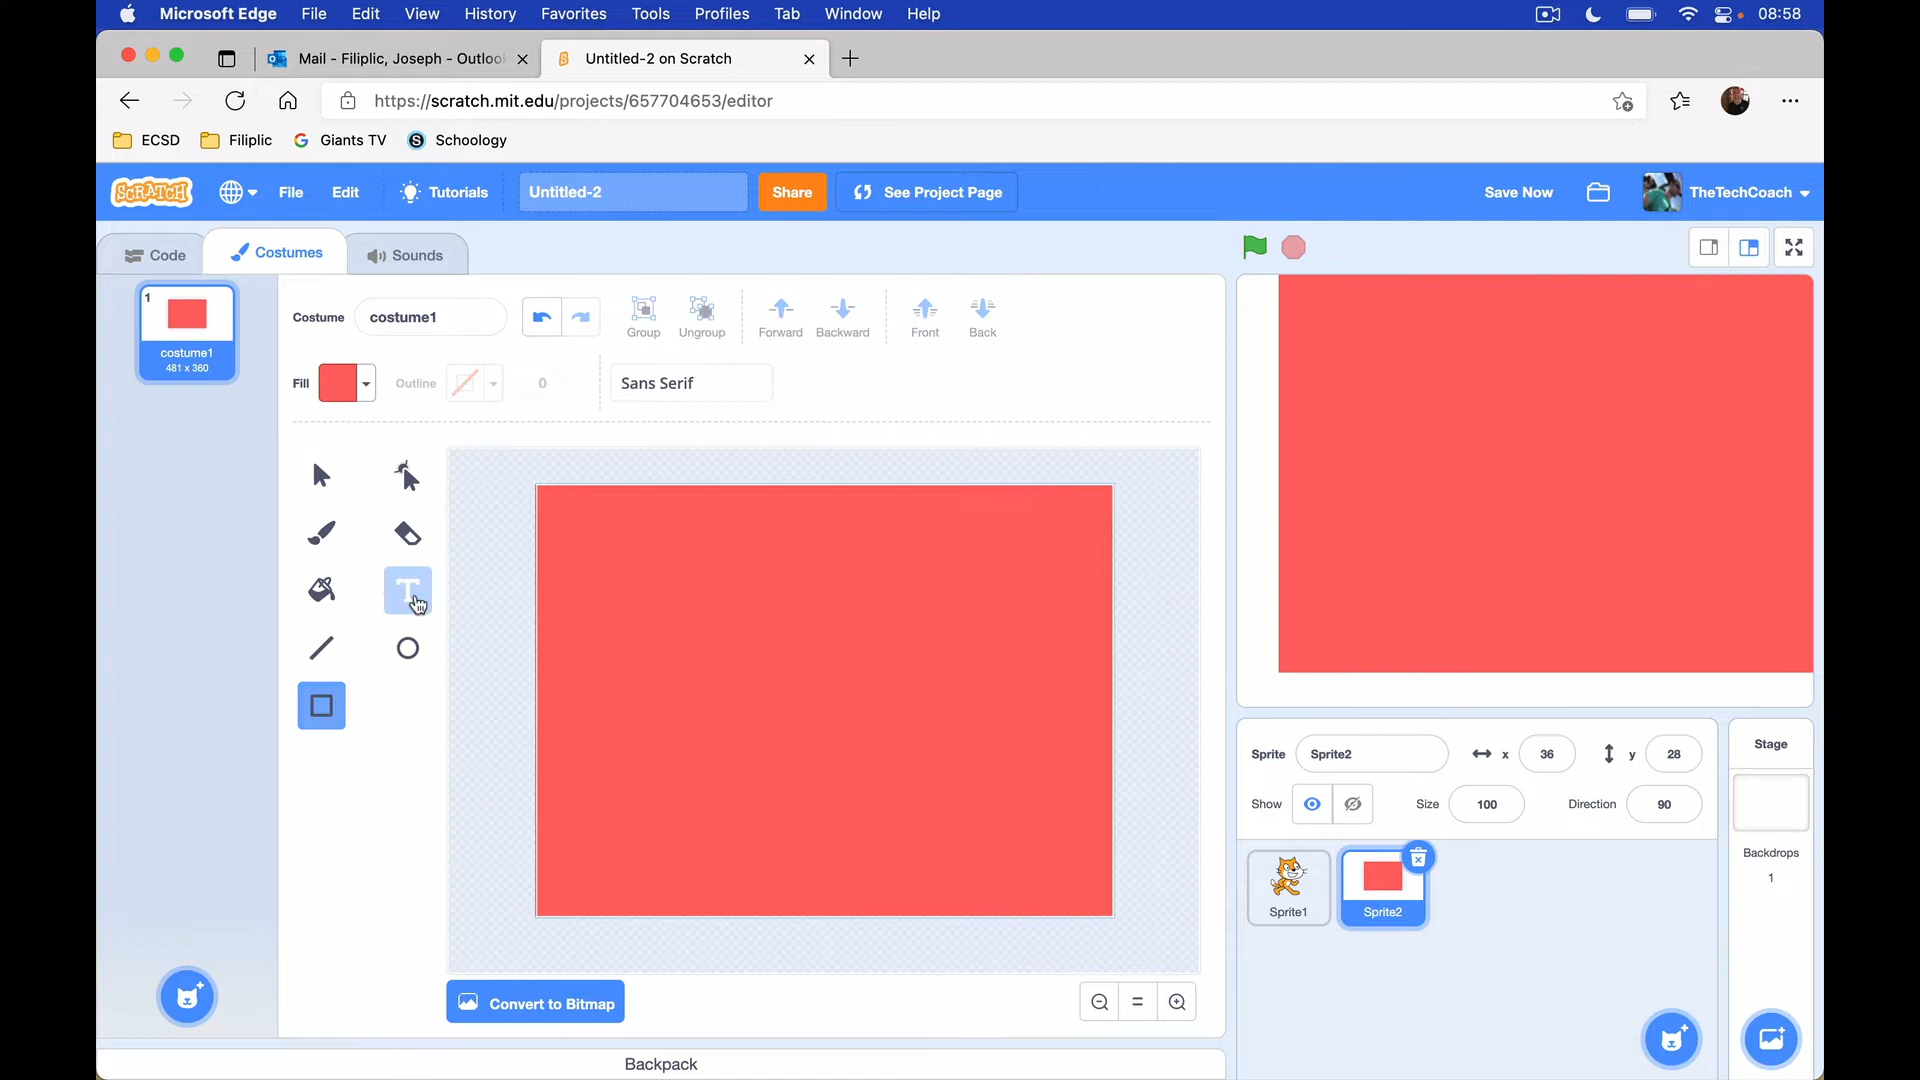 Microsoft Edge File Edit View History Favorites Tools Profiles Tab Window Help 08:58
Mail - Filiplic, Joseph - Outloo
Untitled-2 on Scratch
https://scratch.mit.edu/projects/657704653/editor
ECSD Filiplic Giants TV Schoology
SCRATCH File Edit Tutorials Untitled-2 Share See Project Page Save Now TheTechCoach
Code Costumes Sounds
1
costume1
481 x 360
Costume costume1 Group Ungroup Forward Backward Front Back
Fill Outline 0 Sans Serif
T
Convert to Bitmap
Backpack
Sprite Sprite2 x 36 y 28
Show Size 100 Direction 90
Sprite1 Sprite2
Stage
Backdrops
1